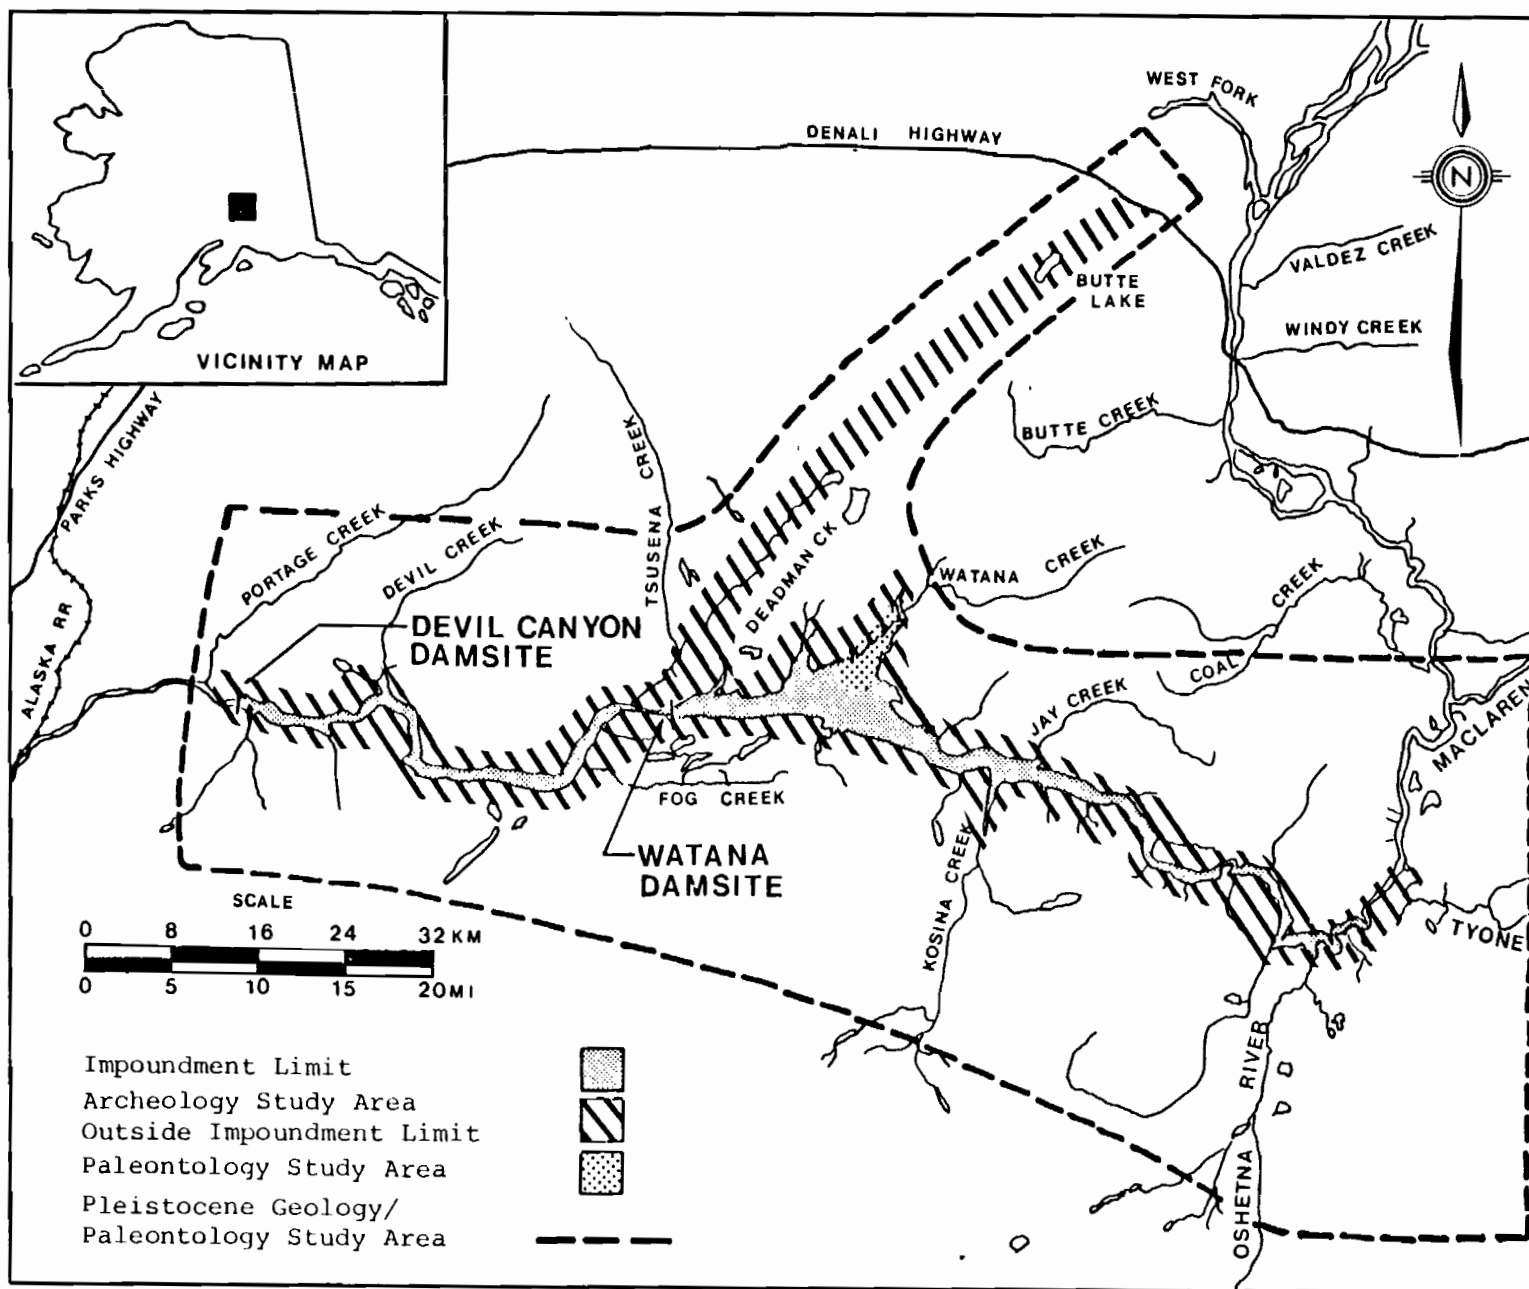 WEST FORK
DENALI HIGHWAY
N
VALDEZ CREEK
BUTTE
LAKE
WINDY CREEK
VICINITY MAP
PARKS HIGHWAY
BUTTE CREEK
TSUSENA CREEK
PORTAGE CREEK
DEVIL CREEK
DEADMAN CK
WATANA CREEK
COAL CREEK
ALASKA RR
DEVIL CANYON
DAMSITE
JAY CREEK
MACLAREN
FOG CREEK
WATANA
DAMSITE
KOSINA CREEK
TYONE
OSHETNA RIVER
SCALE
0 8 16 24 32 KM
0 5 10 15 20 MI
Impoundment Limit
Archeology Study Area
Outside Impoundment Limit
Paleontology Study Area
Pleistocene Geology/
Paleontology Study Area